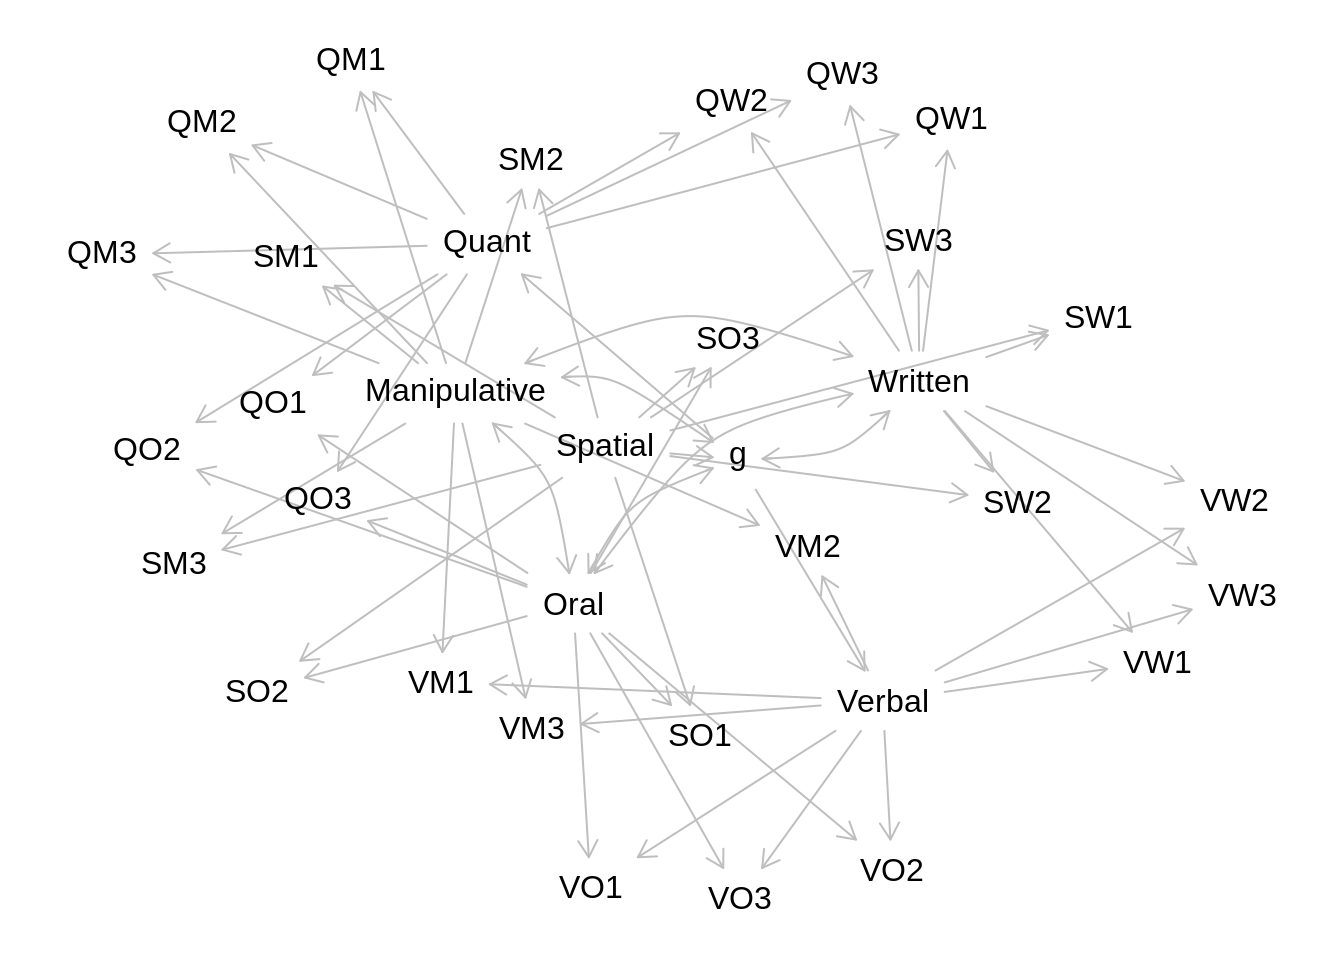 QM1
QW3
QW2
QM2
QW1
SM2
Quant
SW3
QM3
SM1
SW1
SO3
Written
Manipulative
QO1
Spatial
QO2
g
QO3
SW2
VW2
VM2
SM3
VW3
Oral
VW1
VM1
SO2
Verbal
VM3
SO1
VO2
VO1
VO3